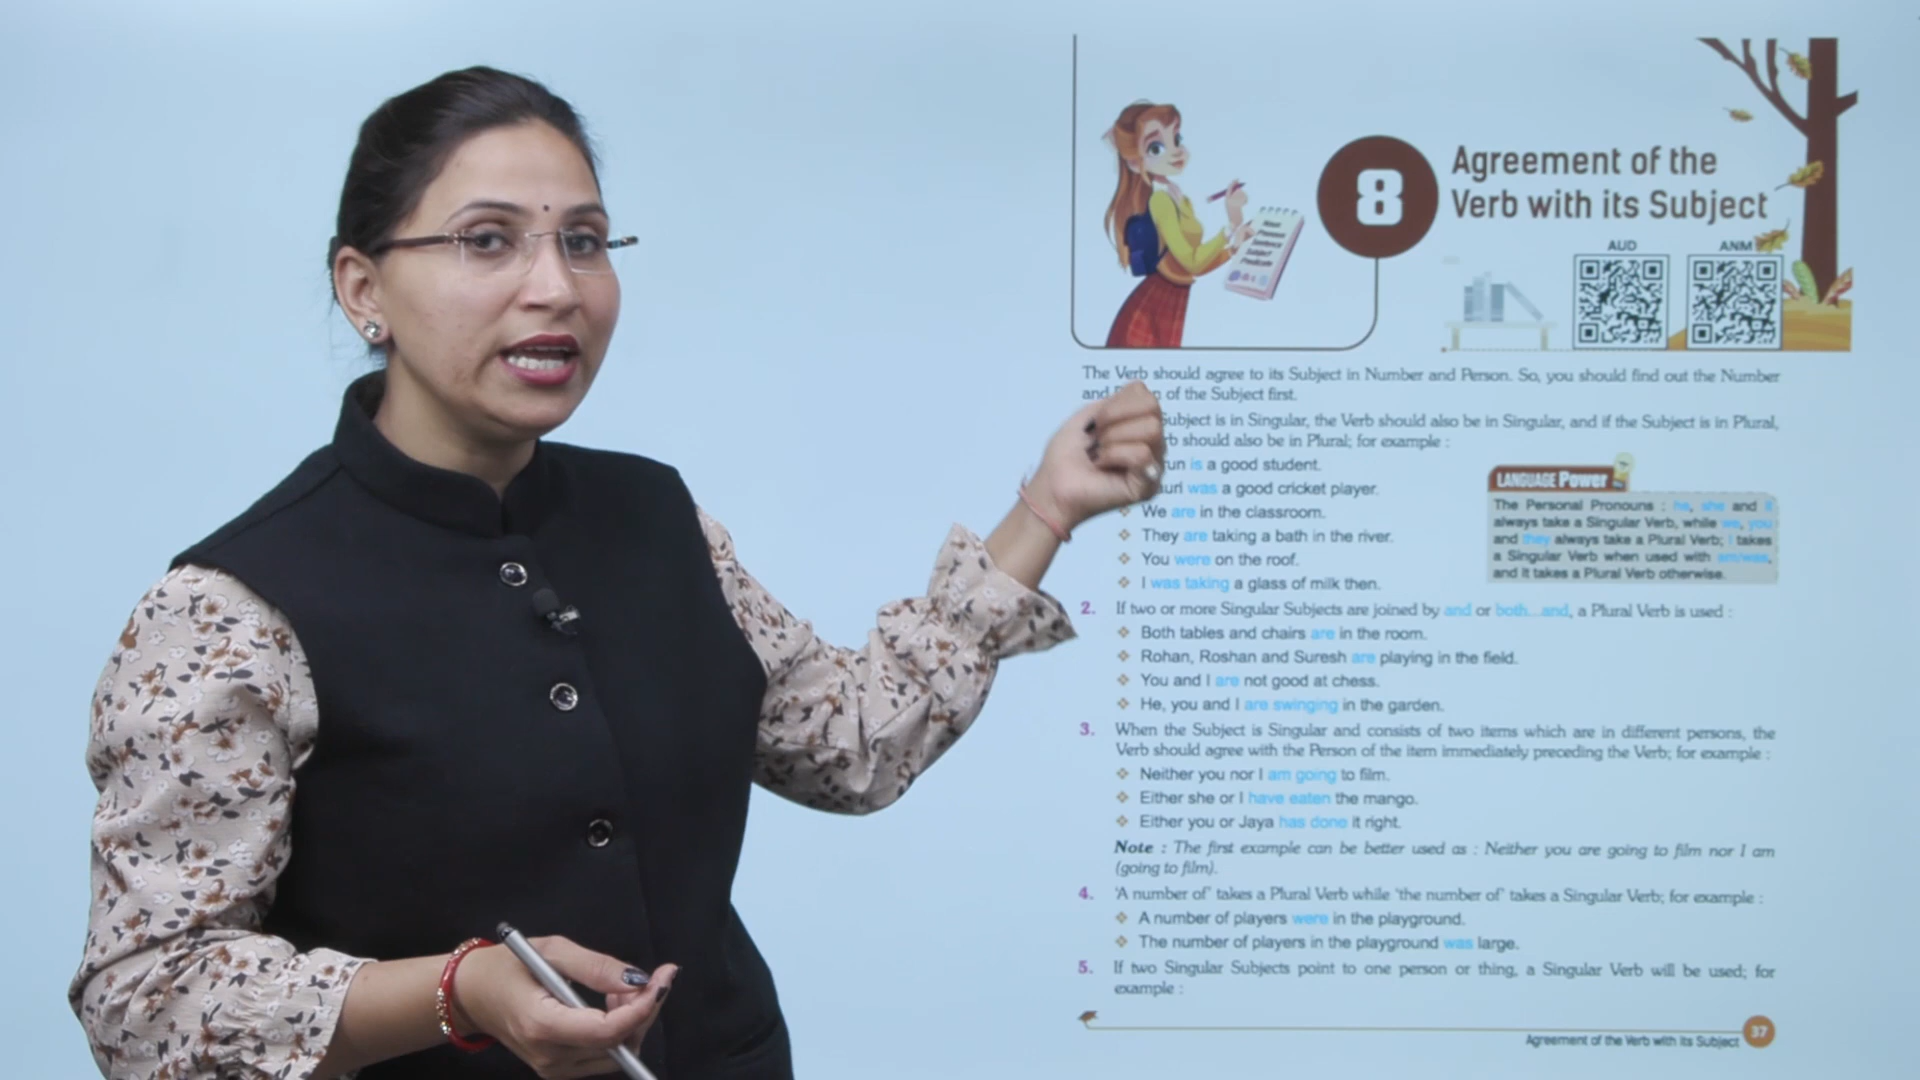 8
Agreement of the
Verb with its Subject
AUD
ANM
Noun
Pronoun
Sentence
Subject
Predicate
The Verb should agree to its Subject in Number and Person. So, you should find out the Number
and of the Subject first.
Subject is in Singular, the Verb should also be in Singular, and if the Subject is in Plural,
should also be in Plural; for example :
is a good student.
was a good cricket player.
❖ We are in the classroom.
❖ They are taking a bath in the river.
❖ You were on the roof.
❖ I was taking a glass of milk then.
LANGUAGE Power
The Personal Pronouns : he, she and it
always take a Singular Verb, while we, you
and they always take a Plural Verb; I takes
a Singular Verb when used with am/was,
and it takes a Plural Verb otherwise.
2. If two or more Singular Subjects are joined by and or both...and, a Plural Verb is used :
❖ Both tables and chairs are in the room.
❖ Rohan, Roshan and Suresh are playing in the field.
❖ You and I are not good at chess.
❖ He, you and I are swinging in the garden.
3. When the Subject is Singular and consists of two items which are in different persons, the
Verb should agree with the Person of the item immediately preceding the Verb; for example :
❖ Neither you nor I am going to film.
❖ Either she or I have eaten the mango.
❖ Either you or Jaya has done it right.
Note : The first example can be better used as : Neither you are going to film nor I am
(going to film).
4. 'A number of' takes a Plural Verb while 'the number of' takes a Singular Verb; for example :
❖ A number of players were in the playground.
❖ The number of players in the playground was large.
5. If two Singular Subjects point to one person or thing, a Singular Verb will be used; for
example :
Agreement of the Verb with its Subject 37